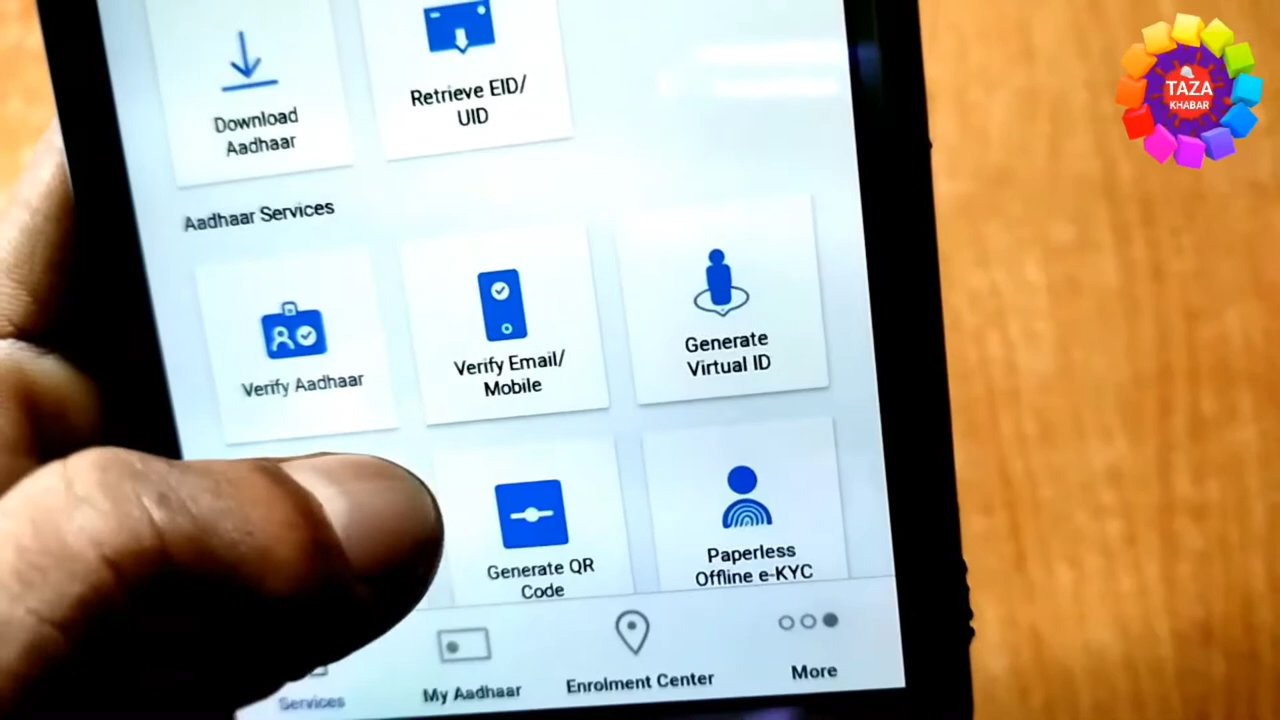 Download
Aadhaar
Retrieve EID/
UID
Aadhaar Services
Verify Aadhaar
Verify Email/
Mobile
Generate
Virtual ID
Generate QR
Code
Paperless
Offline e-KYC
Services
My Aadhaar
Enrolment Center
More
TAZA
KHABAR